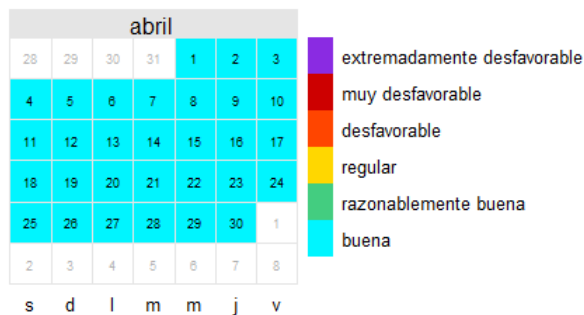 abril
28 29 30 31 1 2 3
4 5 6 7 8 9 10
11 12 13 14 15 16 17
18 19 20 21 22 23 24
25 26 27 28 29 30 1
2 3 4 5 6 7 8
s d l m m j v
extremadamente desfavorable
muy desfavorable
desfavorable
regular
razonablemente buena
buena